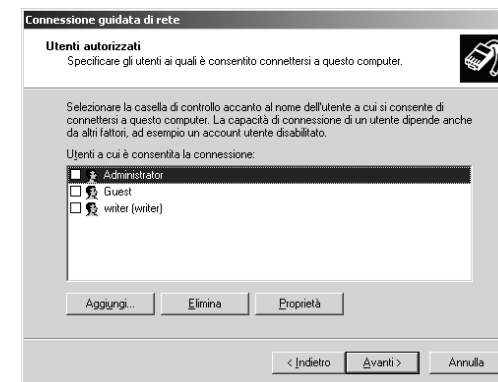 Connessione guidata di rete
Utenti autorizzati
Specificare gli utenti ai quali è consentito connettersi a questo computer.
Selezionare la casella di controllo accanto al nome dell'utente a cui si consente di
connettersi a questo computer. La capacità di connessione di un utente dipende anche
da altri fattori, ad esempio un account utente disabilitato.
Utenti a cui è consentita la connessione:
Administrator
Guest
writer (writer)
Aggiungi... Elimina Proprietà
< Indietro Avanti > Annulla